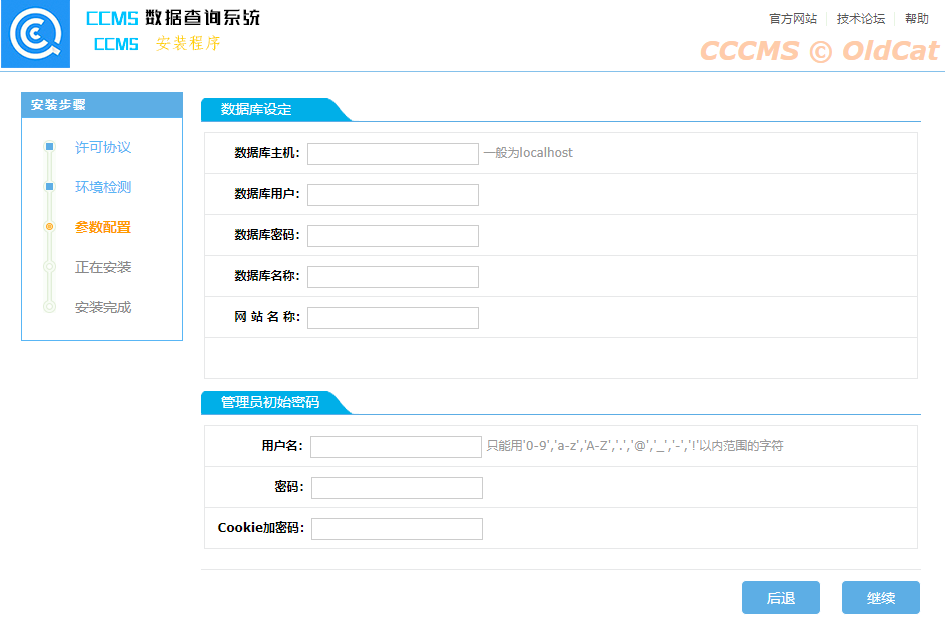 CCMS 数据查询系统
CCMS 安装程序
官方网站 技术论坛 帮助
CCCMS © OldCat
安装步骤
许可协议
环境检测
参数配置
正在安装
安装完成
数据库设定
数据库主机: 一般为localhost
数据库用户:
数据库密码:
数据库名称:
网 站 名 称:
管理员初始密码
用户名: 只能用'0-9','a-z','A-Z','.','@','_','-','!'以内范围的字符
密码:
Cookie加密码:
后退 继续